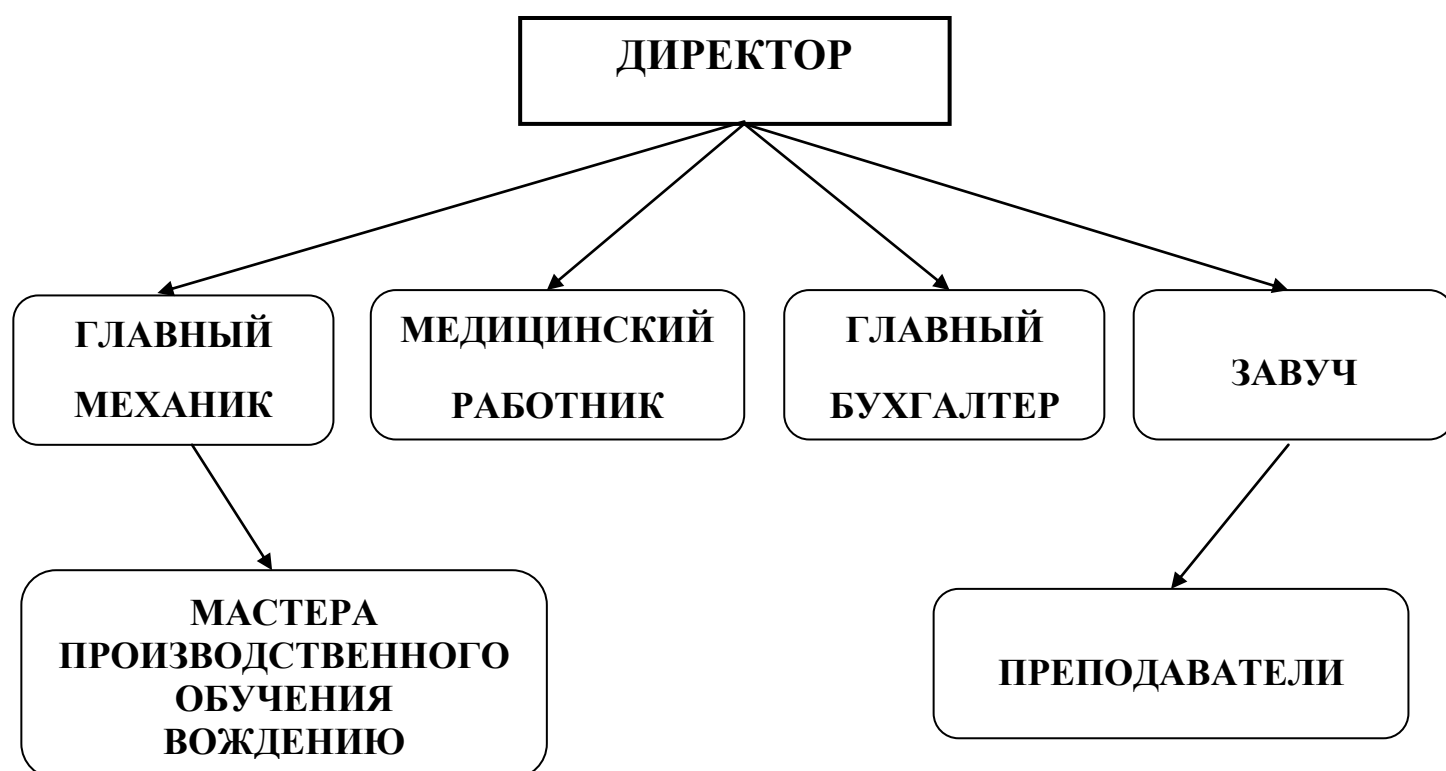 ДИРЕКТОР
ГЛАВНЫЙ
МЕХАНИК
МЕДИЦИНСКИЙ
РАБОТНИК
ГЛАВНЫЙ
БУХГАЛТЕР
ЗАВУЧ
МАСТЕРА
ПРОИЗВОДСТВЕННОГО
ОБУЧЕНИЯ
ВОЖДЕНИЮ
ПРЕПОДАВАТЕЛИ